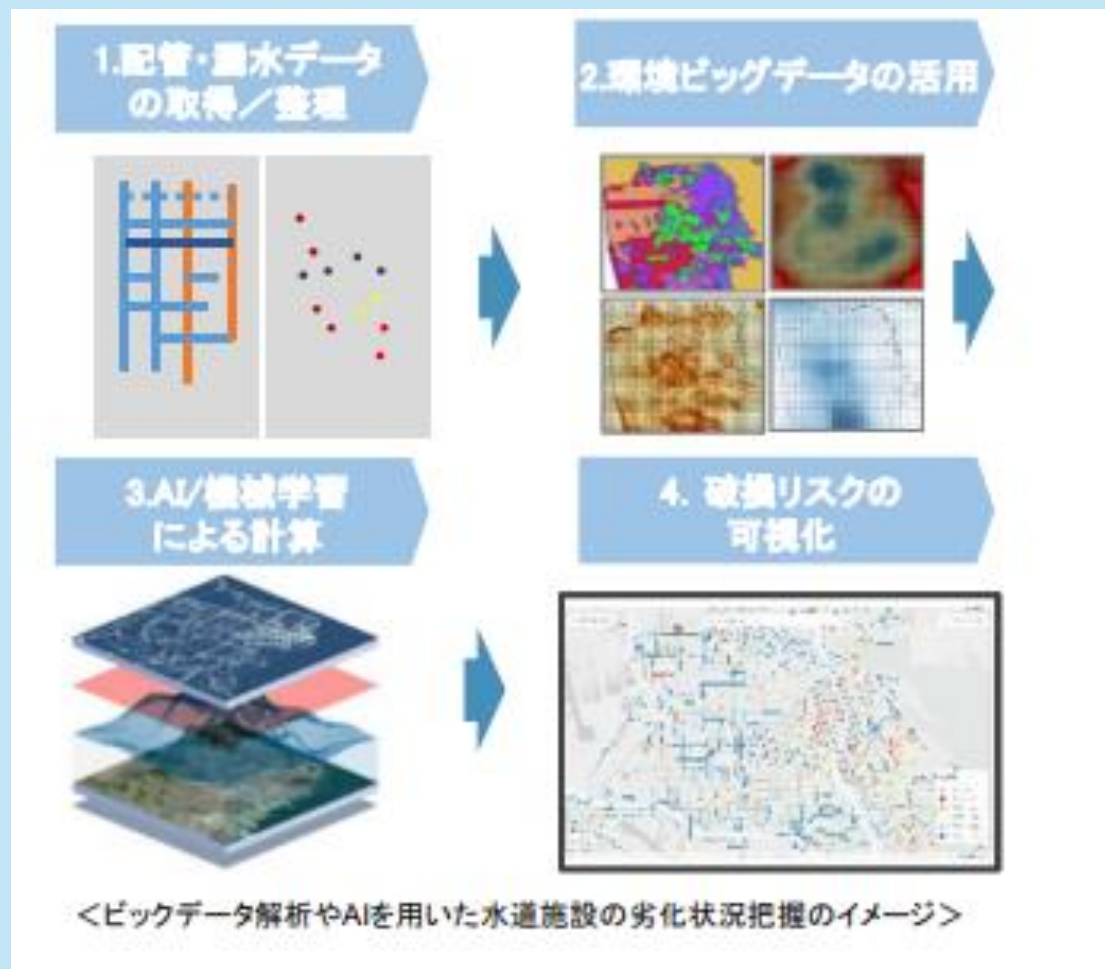 1.配管・漏水データ
の取得／整理
2.環境ビッグデータの活用
3.AI/機械学習
による計算
4. 破損リスクの
可視化
＜ビックデータ解析やAIを用いた水道施設の劣化状況把握のイメージ＞